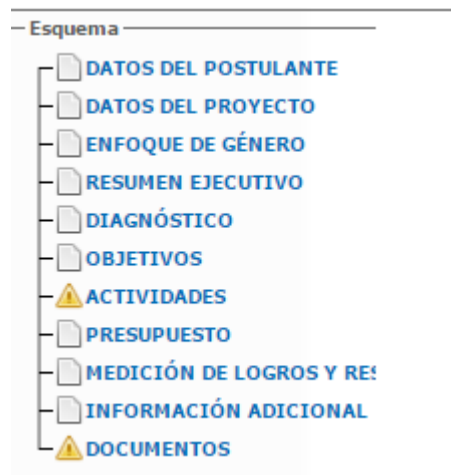 Esquema
DATOS DEL POSTULANTE
DATOS DEL PROYECTO
ENFOQUE DE GÉNERO
RESUMEN EJECUTIVO
DIAGNÓSTICO
OBJETIVOS
ACTIVIDADES
PRESUPUESTO
MEDICIÓN DE LOGROS Y RES
INFORMACIÓN ADICIONAL
DOCUMENTOS